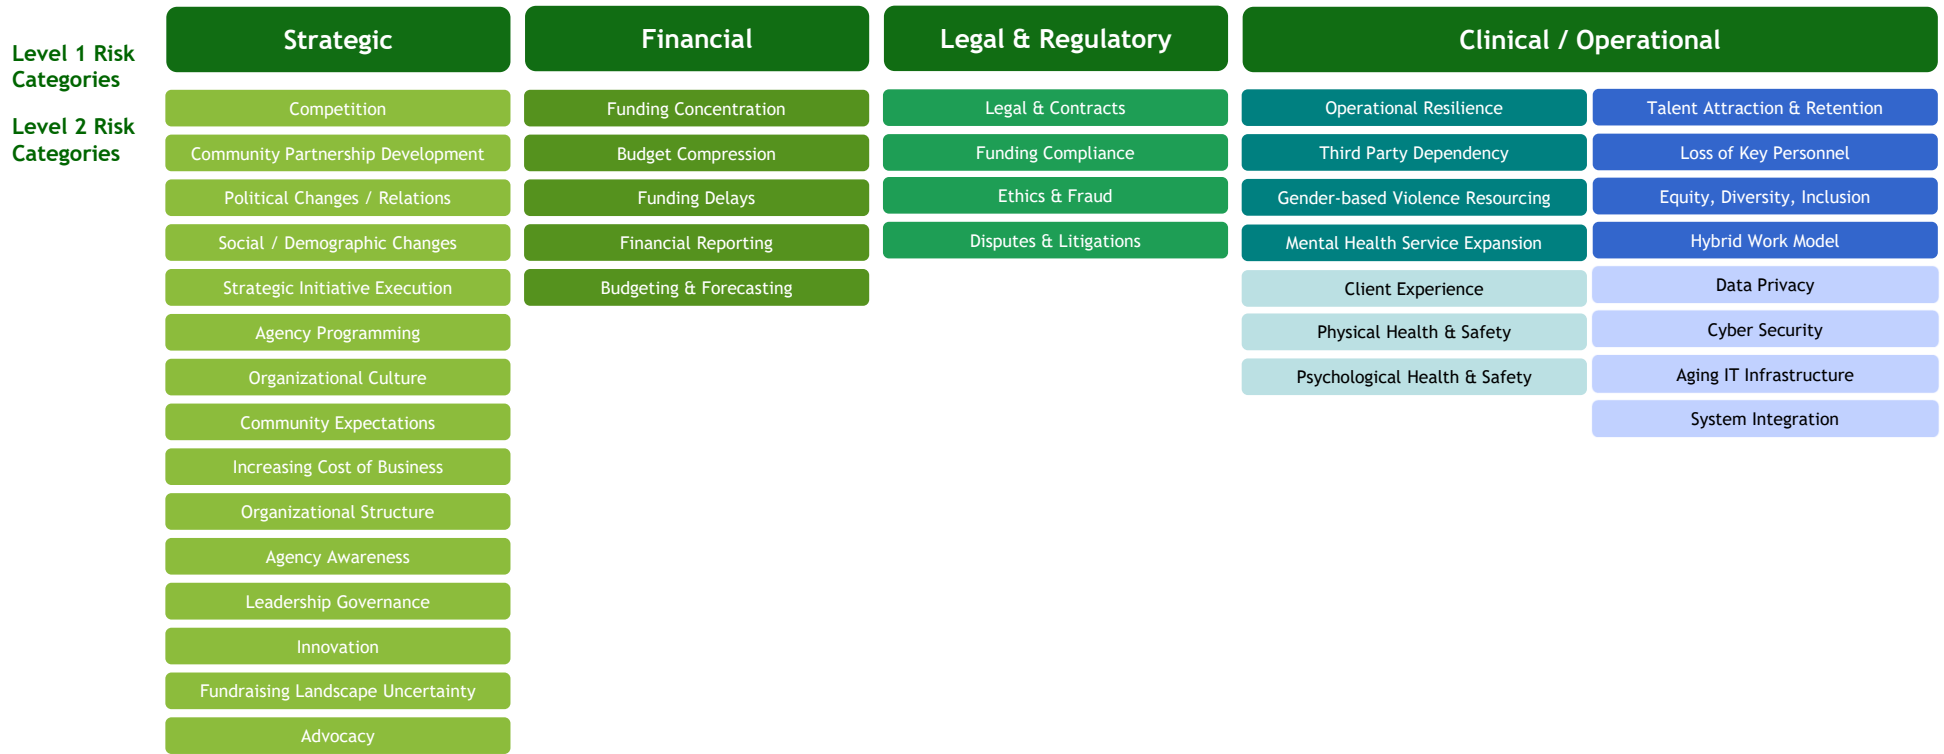 Level 1 Risk
Categories
Level 2 Risk
Categories
Strategic
Competition
Community Partnership Development
Political Changes / Relations
Social / Demographic Changes
Strategic Initiative Execution
Agency Programming
Organizational Culture
Community Expectations
Increasing Cost of Business
Organizational Structure
Agency Awareness
Leadership Governance
Innovation
Fundraising Landscape Uncertainty
Advocacy
Financial
Funding Concentration
Budget Compression
Funding Delays
Financial Reporting
Budgeting & Forecasting
Legal & Regulatory
Legal & Contracts
Funding Compliance
Ethics & Fraud
Disputes & Litigations
Clinical / Operational
Operational Resilience
Third Party Dependency
Gender-based Violence Resourcing
Mental Health Service Expansion
Client Experience
Physical Health & Safety
Psychological Health & Safety
Talent Attraction & Retention
Loss of Key Personnel
Equity, Diversity, Inclusion
Hybrid Work Model
Data Privacy
Cyber Security
Aging IT Infrastructure
System Integration